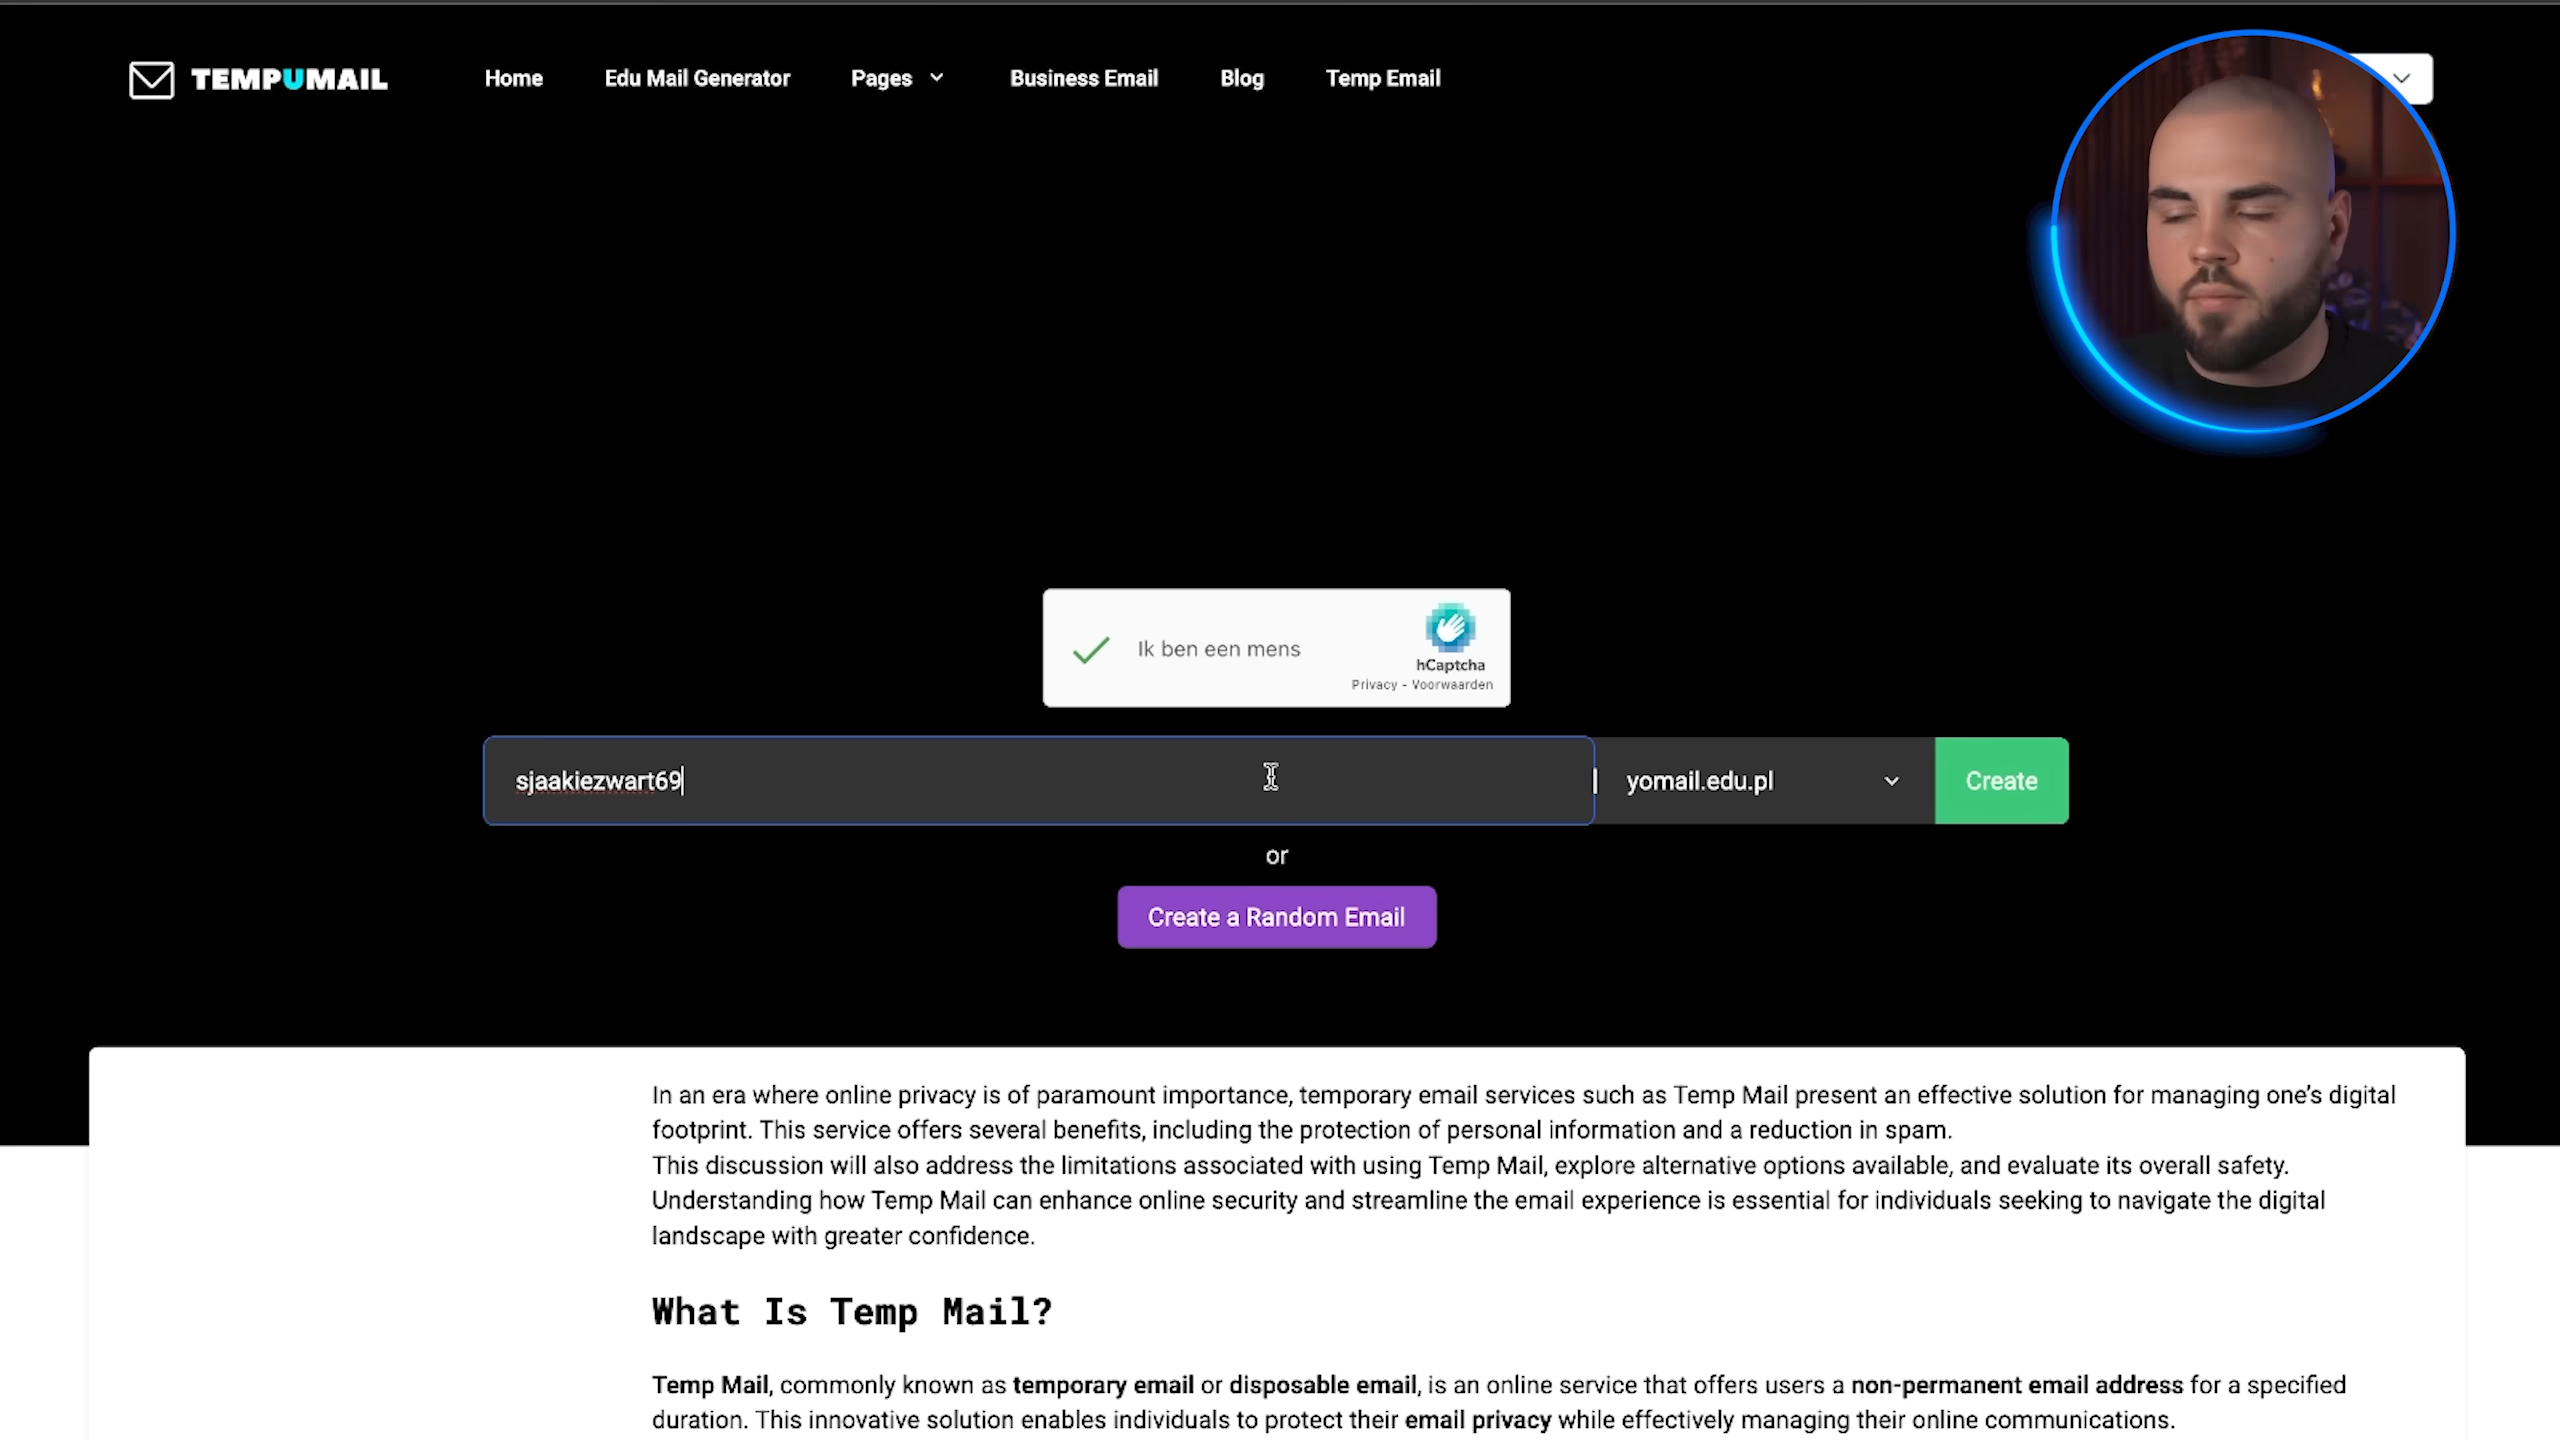 TEMPUMAIL
Home Edu Mail Generator Pages Business Email Blog Temp Email
Ik ben een mens
hCaptcha
Privacy - Voorwaarden
sjaakiezwart69 yomail.edu.pl Create
or
Create a Random Email
In an era where online privacy is of paramount importance, temporary email services such as Temp Mail present an effective solution for managing one’s digital
footprint. This service offers several benefits, including the protection of personal information and a reduction in spam.
This discussion will also address the limitations associated with using Temp Mail, explore alternative options available, and evaluate its overall safety.
Understanding how Temp Mail can enhance online security and streamline the email experience is essential for individuals seeking to navigate the digital
landscape with greater confidence.
What Is Temp Mail?
Temp Mail, commonly known as temporary email or disposable email, is an online service that offers users a non-permanent email address for a specified
duration. This innovative solution enables individuals to protect their email privacy while effectively managing their online communications.